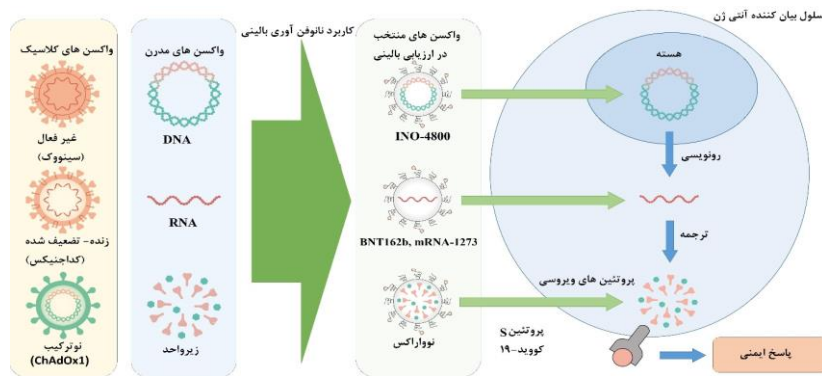 واکسن های کلاسیک
غیر فعال
(سینووک)
زنده- تضعیف شده
(کداجنیکس)
نوترکیب
(ChAdOx1)
واکسن های مدرن
DNA
RNA
زیرواحد
کاربرد نانوفن آوری بالینی
واکسن های منتخب
در ارزیابی بالینی
INO-4800
BNT162b, mRNA-1273
نوواراکس
سلول بیان کننده آنتی ژن
هسته
رونویسی
ترجمه
پروتئین های ویروسی
پروتئین S
کووید-۱۹
پاسخ ایمنی